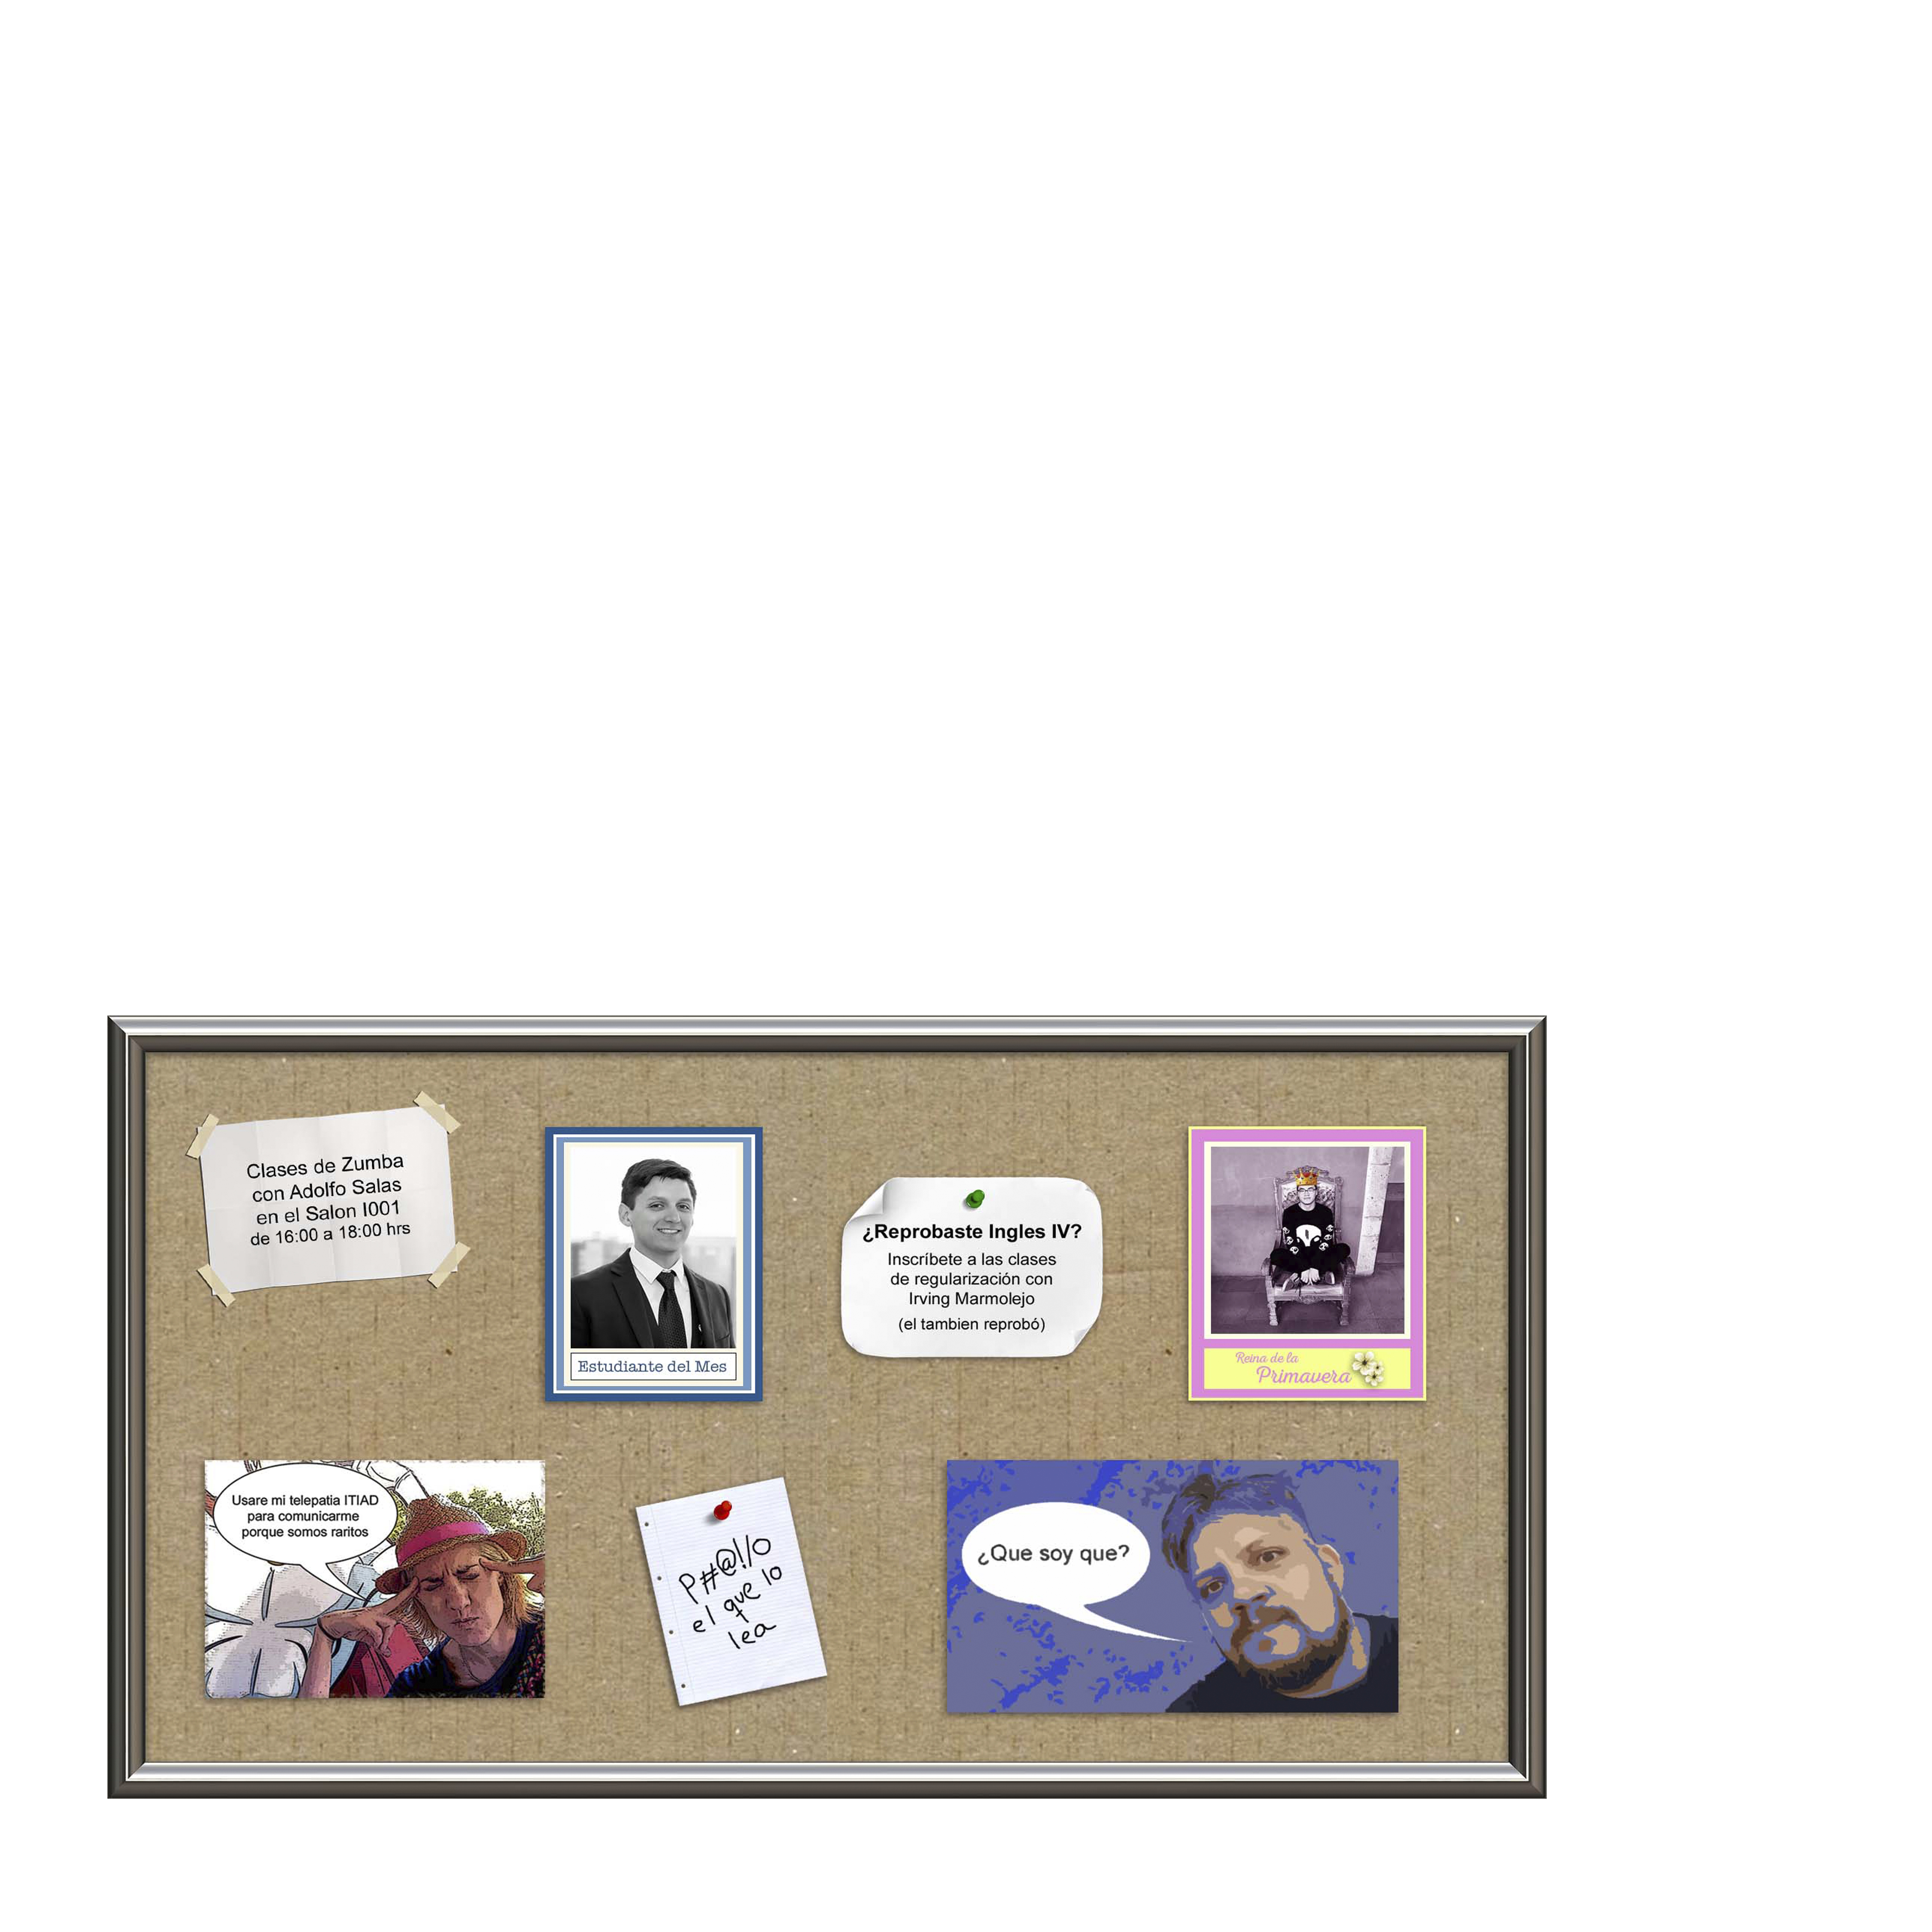 Clases de Zumba
con Adolfo Salas
en el Salon I001
de 16:00 a 18:00 hrs
Estudiante del Mes
¿Reprobaste Ingles IV?
Inscríbete a las clases
de regularización con
Irving Marmolejo
(el tambien reprobó)
Reina de la
Primavera
Usare mi telepatia ITIAD
para comunicarme
porque somos raritos
P#@!/o
el que lo
lea
¿Que soy que?